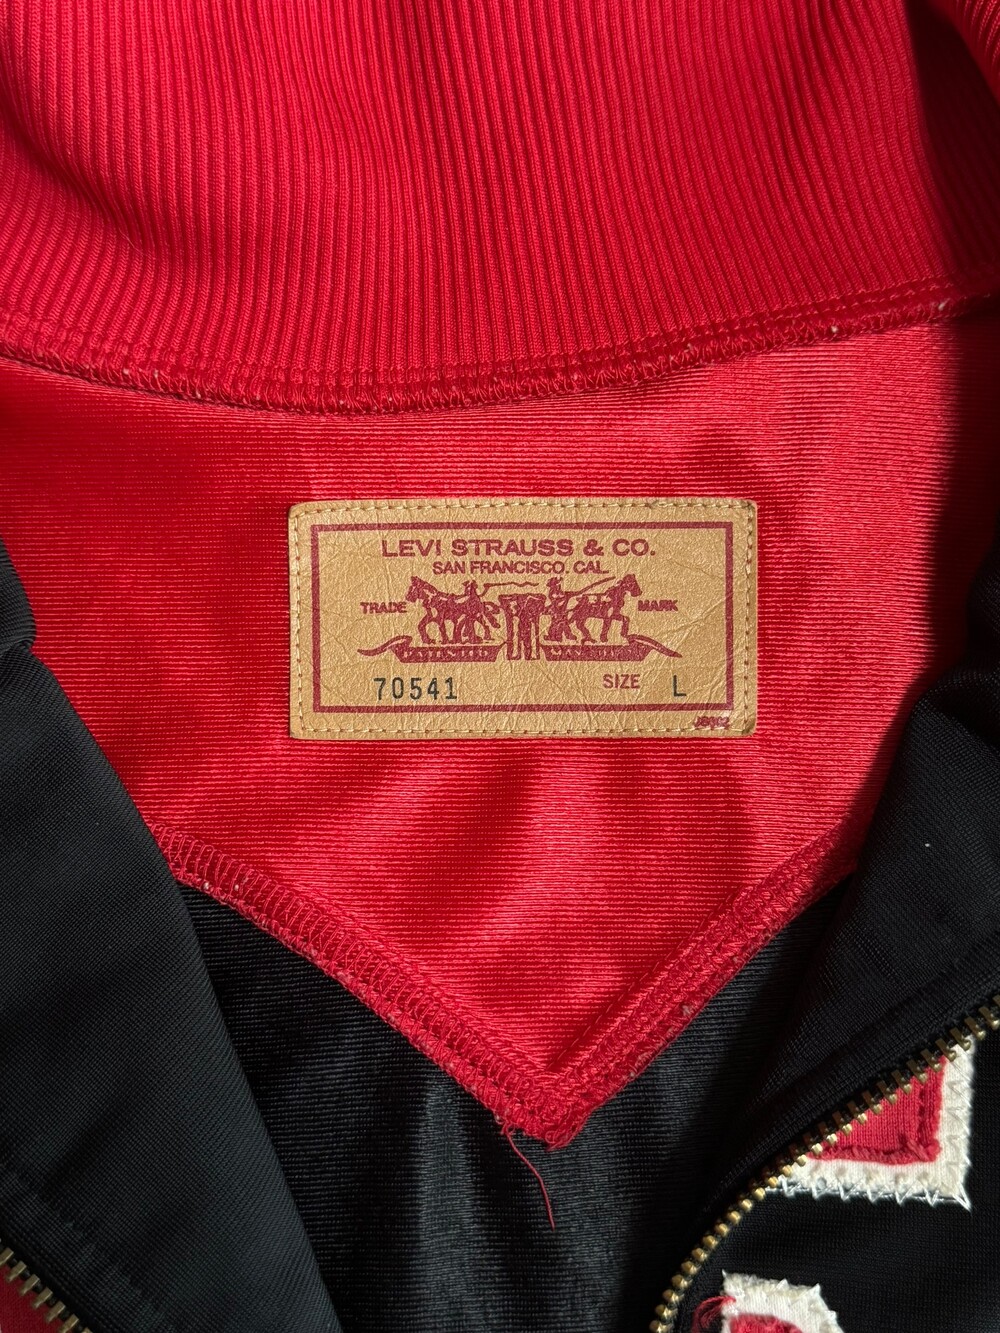 LEVI STRAUSS & CO.
SAN FRANCISCO, CAL.
TRADE MARK
70541 SIZE L